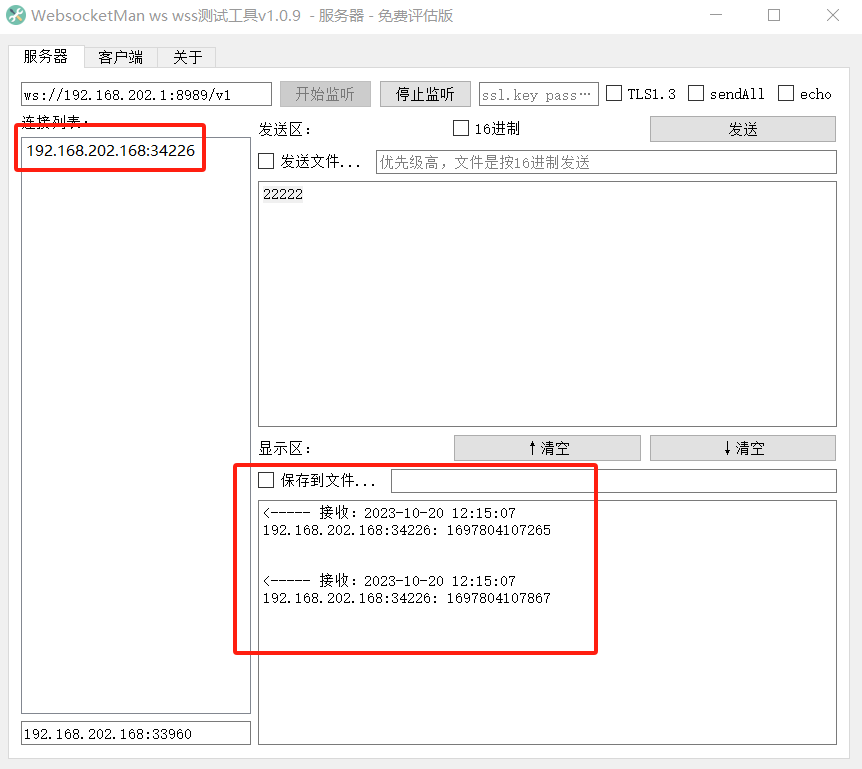 WebsocketMan ws wss测试工具v1.0.9 - 服务器 - 免费评估版
服务器 客户端 关于
ws://192.168.202.1:8989/v1 开始监听 停止监听 ssl.key pass… TLS1.3 sendAll echo
连接列表:
192.168.202.168:34226
192.168.202.168:33960
发送区: 16进制 发送
发送文件... 优先级高,文件是按16进制发送
22222
显示区: ↑清空 ↓清空
保存到文件...
<----- 接收: 2023-10-20 12:15:07
192.168.202.168:34226: 1697804107265
<----- 接收: 2023-10-20 12:15:07
192.168.202.168:34226: 1697804107867